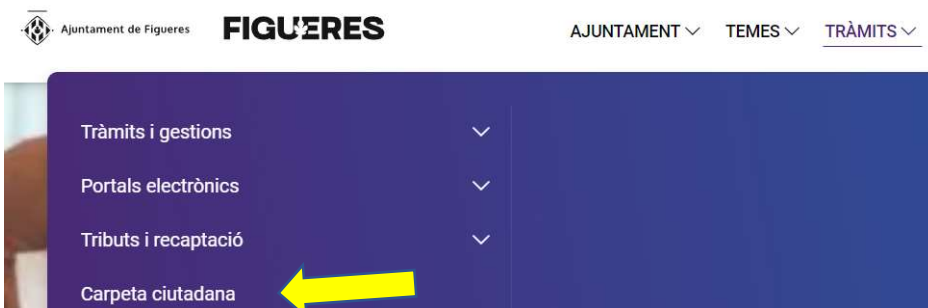 Ajuntament de Figueres FIGUERES AJUNTAMENT TEMES TRÀMITS
Tràmits i gestions
Portals electrònics
Tributs i recaptació
Carpeta ciutadana